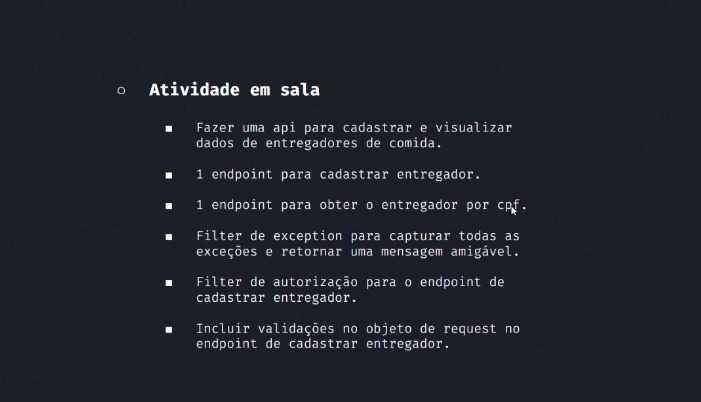 Atividade em sala
Fazer uma api para cadastrar e visualizar
dados de entregadores de comida.
1 endpoint para cadastrar entregador.
1 endpoint para obter o entregador por cpf.
Filter de exception para capturar todas as
exceções e retornar uma mensagem amigável.
Filter de autorização para o endpoint de
cadastrar entregador.
Incluir validações no objeto de request no
endpoint de cadastrar entregador.